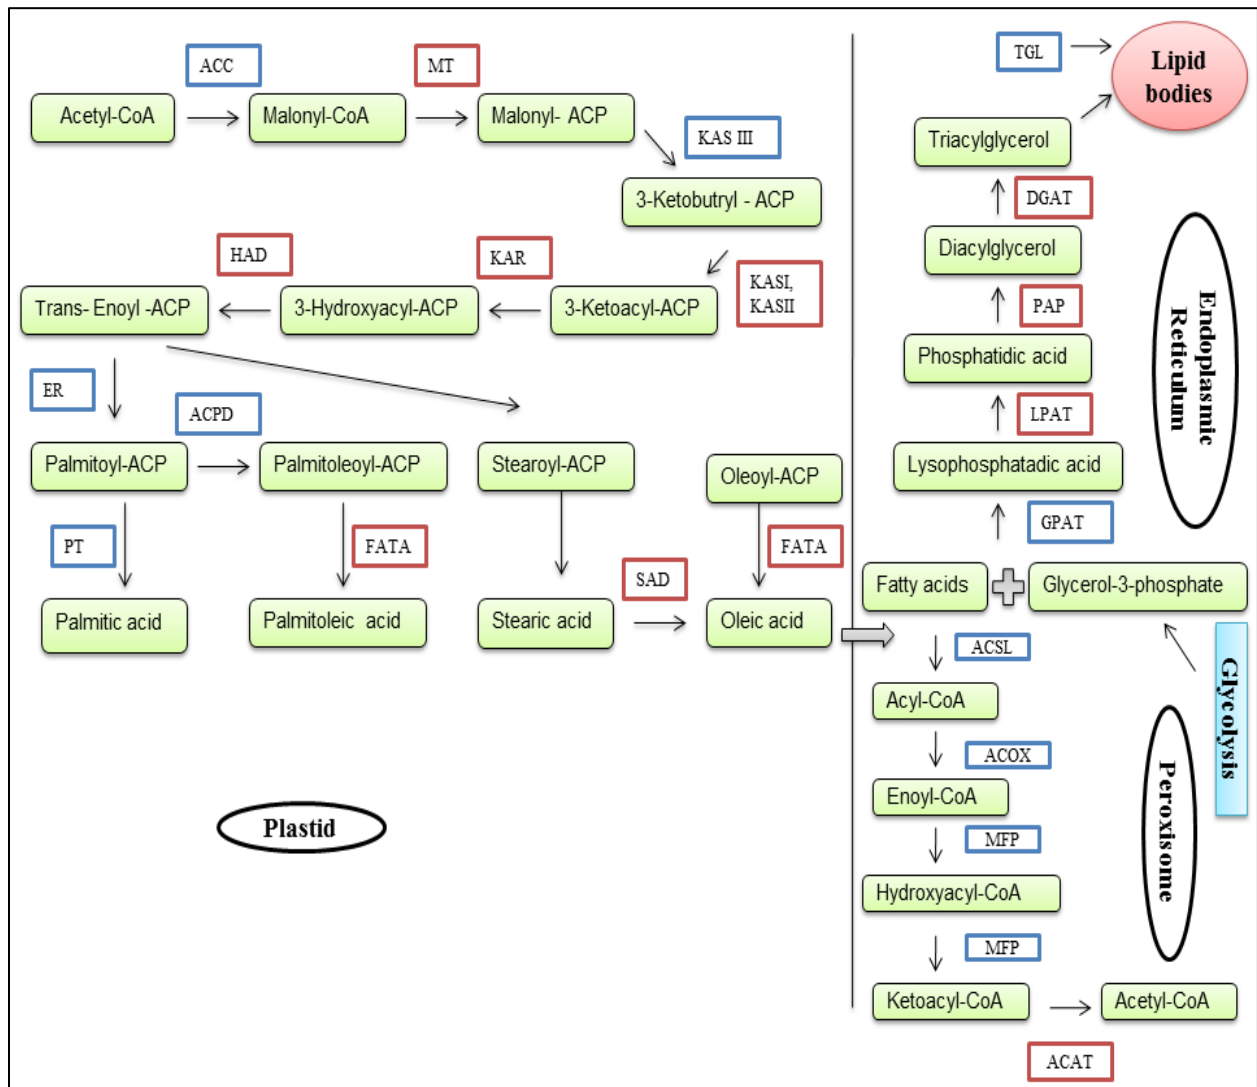 ACC
MT
Acetyl-CoA
Malonyl-CoA
Malonyl- ACP
KAS III
3-Ketobutryl - ACP
HAD
KAR
KASI,
KASII
Trans- Enoyl -ACP
3-Hydroxyacyl-ACP
3-Ketoacyl-ACP
ER
ACPD
Palmitoyl-ACP
Palmitoleoyl-ACP
Stearoyl-ACP
Oleoyl-ACP
PT
FATA
FATA
SAD
Palmitic acid
Palmitoleic acid
Stearic acid
Oleic acid
Plastid
TGL
Lipid
bodies
Triacylglycerol
DGAT
Diacylglycerol
PAP
Phosphatidic acid
LPAT
Lysophosphatadic acid
GPAT
Endoplasmic
Reticulum
Fatty acids
Glycerol-3-phosphate
Glycolysis
ACSL
Acyl-CoA
ACOX
Enoyl-CoA
MFP
Hydroxyacyl-CoA
MFP
Ketoacyl-CoA
Acetyl-CoA
ACAT
Peroxisome